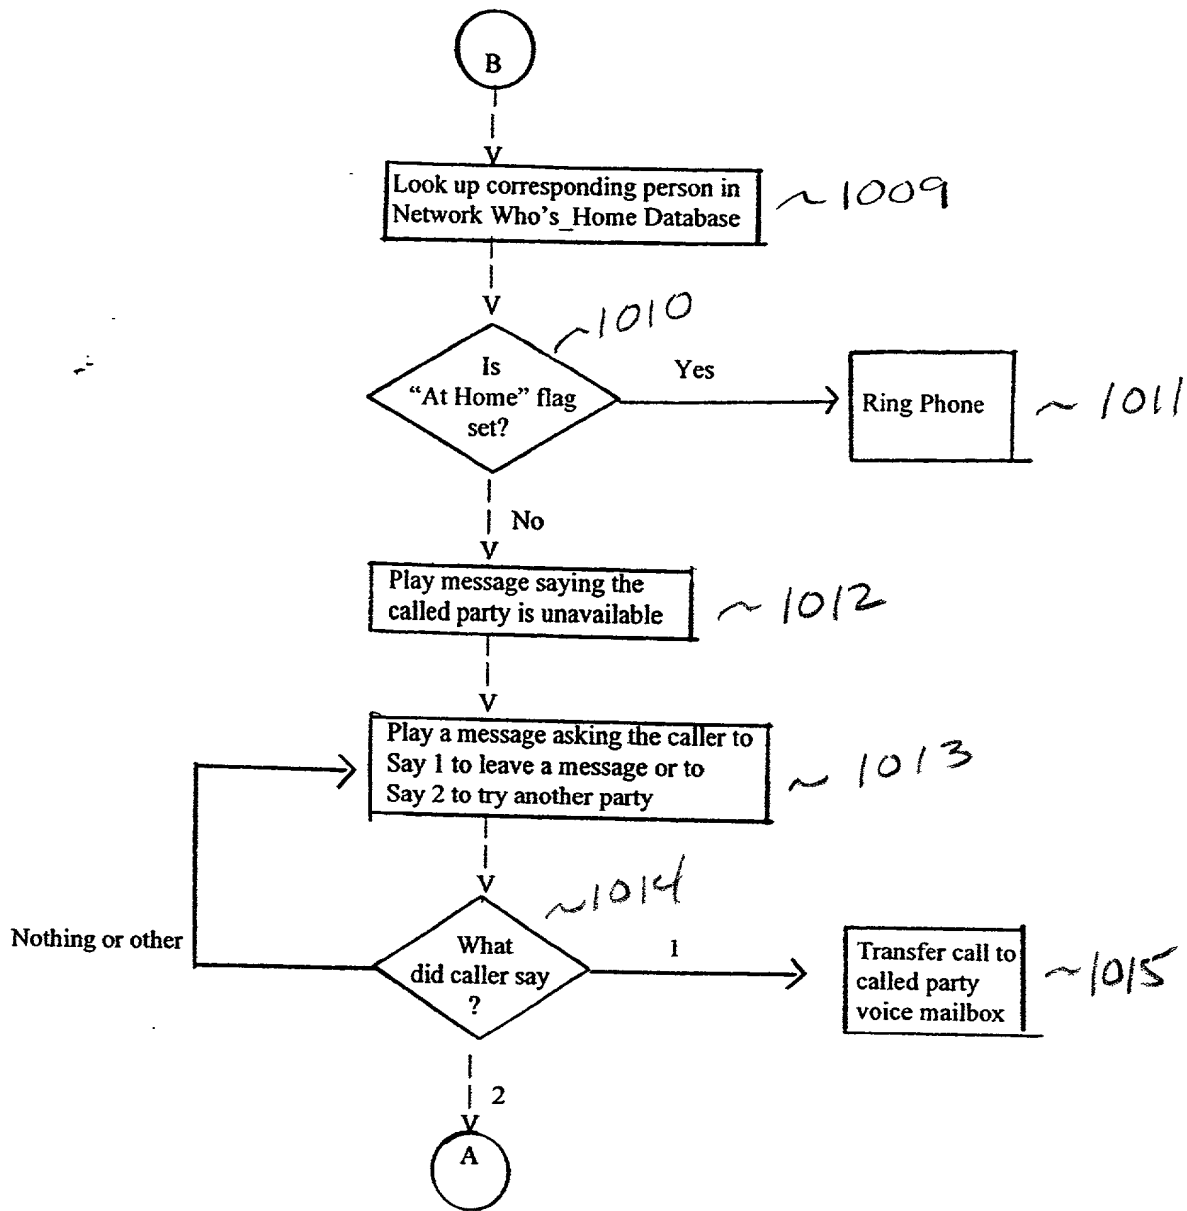 B
V
Look up corresponding person in
Network Who's_Home Database
~1009
V
~1010
Is
“At Home” flag
set?
Yes
Ring Phone
~1011
No
V
Play message saying the
called party is unavailable
~1012
V
Play a message asking the caller to
Say 1 to leave a message or to
Say 2 to try another party
~1013
V
~1014
Nothing or other
What
did caller say
?
1
Transfer call to
called party
voice mailbox
~1015
2
V
A